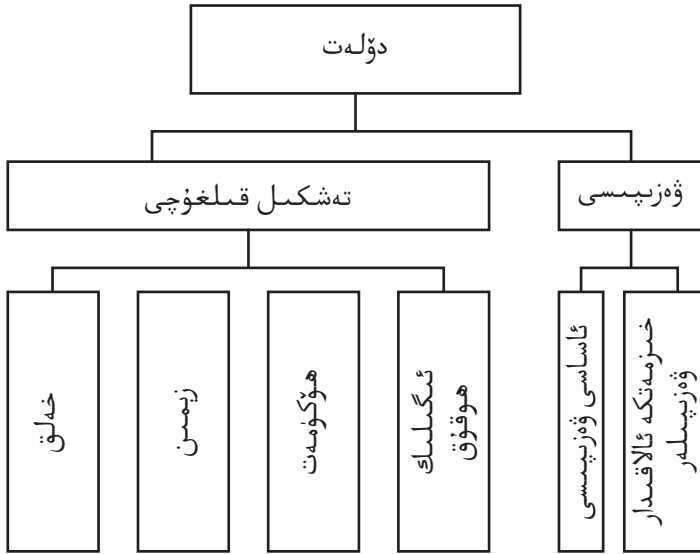 دۆلەت
تەشكىل قىلغۇچى
ۋەزىپىسى
خەلق
زېمىن
ھۆكۈمەت
ئىگىلىك
ھوقۇق
ئاساسى ۋەزىپىسى
خىزمەتكە ئالاقىدار
ۋەزىپىلەر